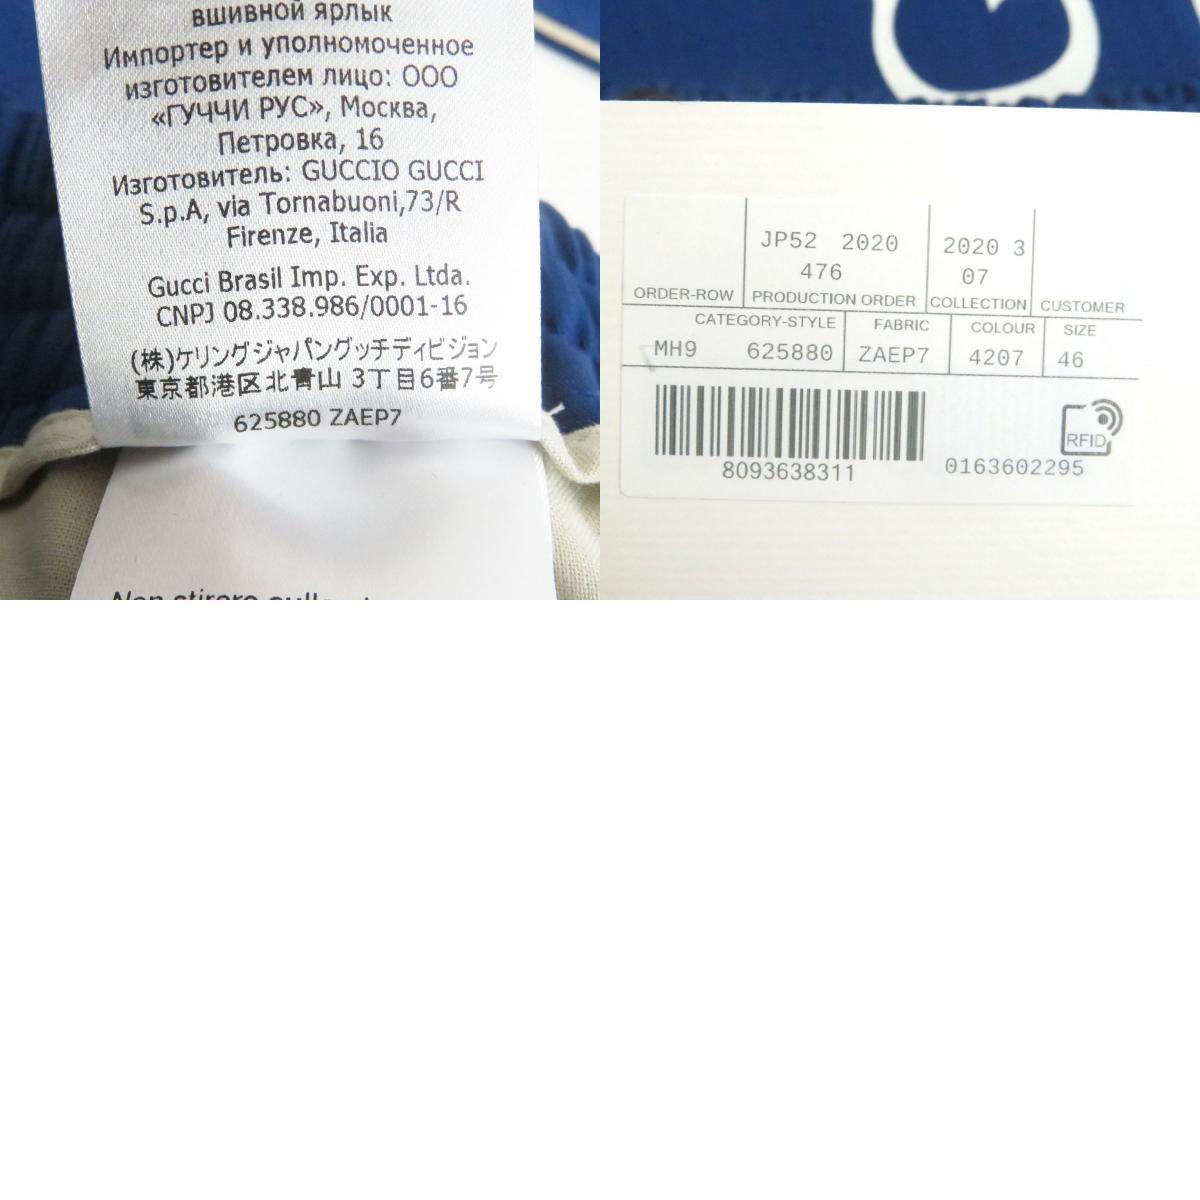 вшивной ярлык
Импортер и уполномоченное
изготовителем лицо: ООО
«ГУЧЧИ РУС», Москва,
Петровка, 16
Изготовитель: GUCCIO GUCCI
S.p.A, via Tornabuoni,73/R
Firenze, Italia
Gucci Brasil Imp. Exp. Ltda.
CNPJ 08.338.986/0001-16
(株)ケリングジャパングッチディビジョン
東京都港区北青山 3丁目6番7号
625880 ZAEP7
Non stirare
JP52 2020 2020 3
476 07
ORDER-ROW PRODUCTION ORDER COLLECTION CUSTOMER
CATEGORY-STYLE FABRIC COLOUR SIZE
MH9 625880 ZAEP7 4207 46
RFID
8093638311 0163602295